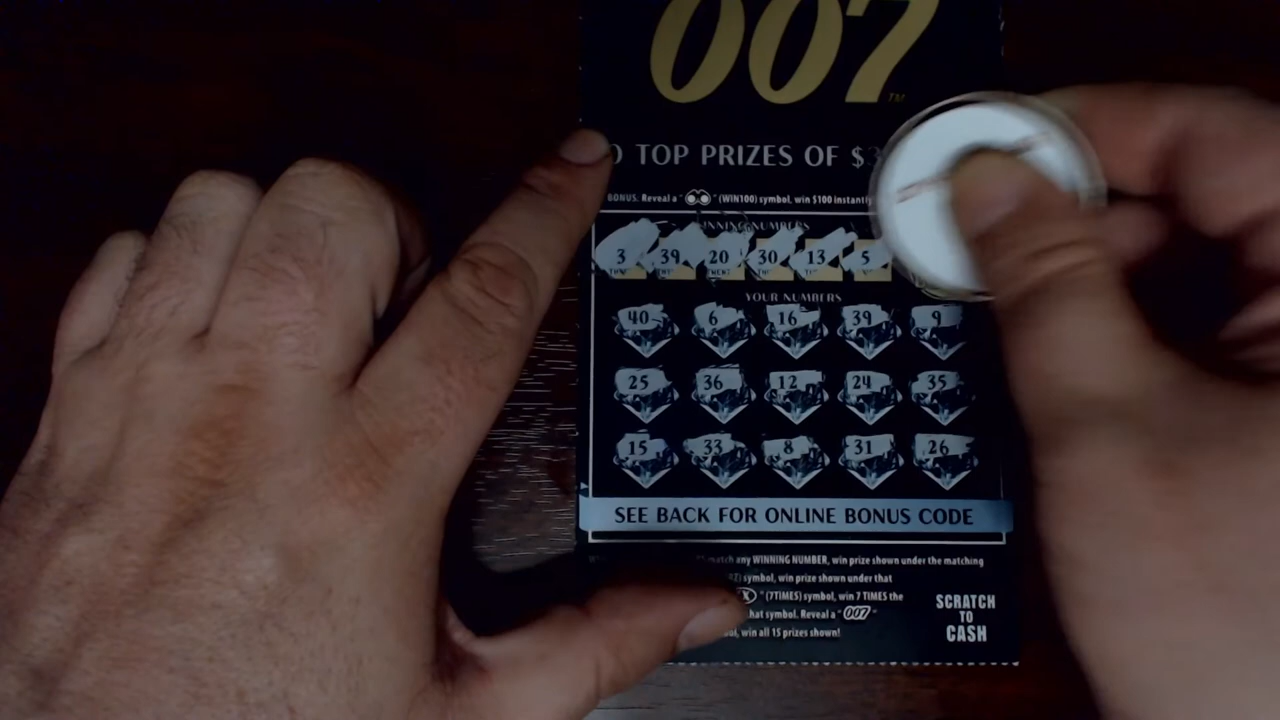 007
TM
TOP PRIZES OF $
BONUS. Reveal a " " (WIN100) symbol, win $100 instantly
WINNING NUMBERS
3 39 20 30 13 5
YOUR NUMBERS
40 6 16 39 9
25 36 12 24 35
15 33 8 31 26
SEE BACK FOR ONLINE BONUS CODE
match any WINNING NUMBER, win prize shown under the matching
symbol, win prize shown under that
X " (7TIMES) symbol, win 7 TIMES the
that symbol. Reveal a " 007 "
win all 15 prizes shown!
SCRATCH
TO
CASH